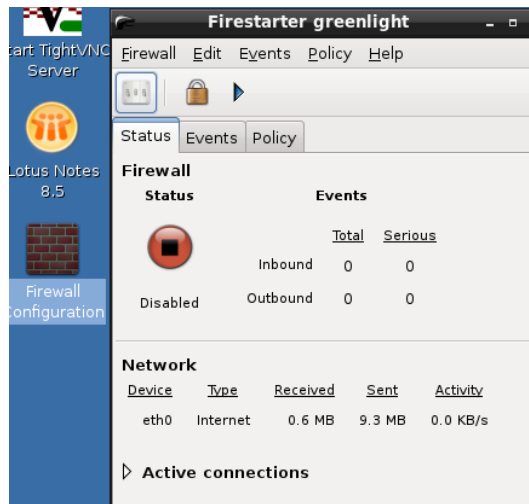 Firestarter greenlight
tart TightVNC
Server
Firewall Edit Events Policy Help
Status Events Policy
Firewall
Status Events
Total Serious
Inbound 0 0
Disabled Outbound 0 0
Lotus Notes
8.5
Firewall
Configuration
Network
Device Type Received Sent Activity
eth0 Internet 0.6 MB 9.3 MB 0.0 KB/s
Active connections